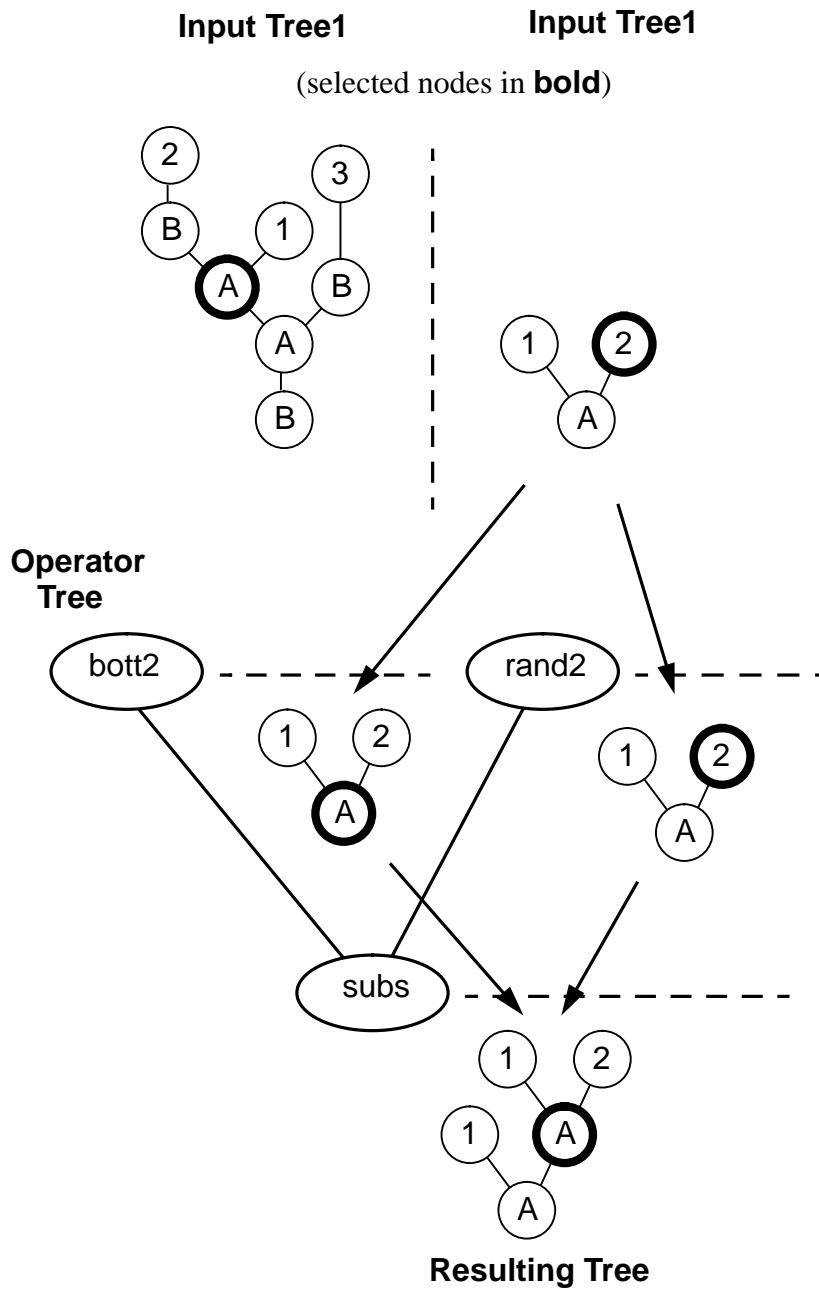 Input Tree1
Input Tree1
(selected nodes in bold)
2
3
B
1
A
B
1
2
A
A
B
Operator
Tree
bott2
rand2
1
2
1
2
A
A
subs
1
2
1
A
A
Resulting Tree